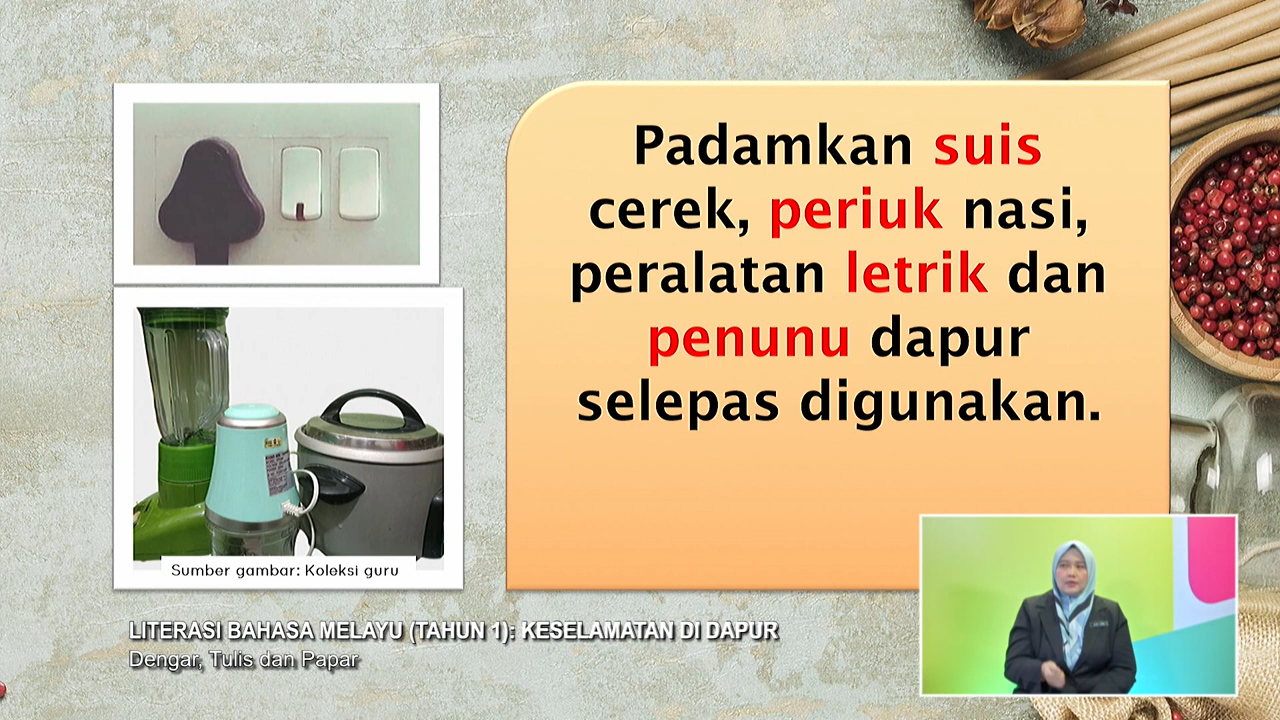 Padamkan suis
cerek, periuk nasi,
peralatan letrik dan
penunu dapur
selepas digunakan.
Sumber gambar: Koleksi guru
LITERASI BAHASA MELAYU (TAHUN 1): KESELAMATAN DI DAPUR
Dengar, Tulis dan Papar